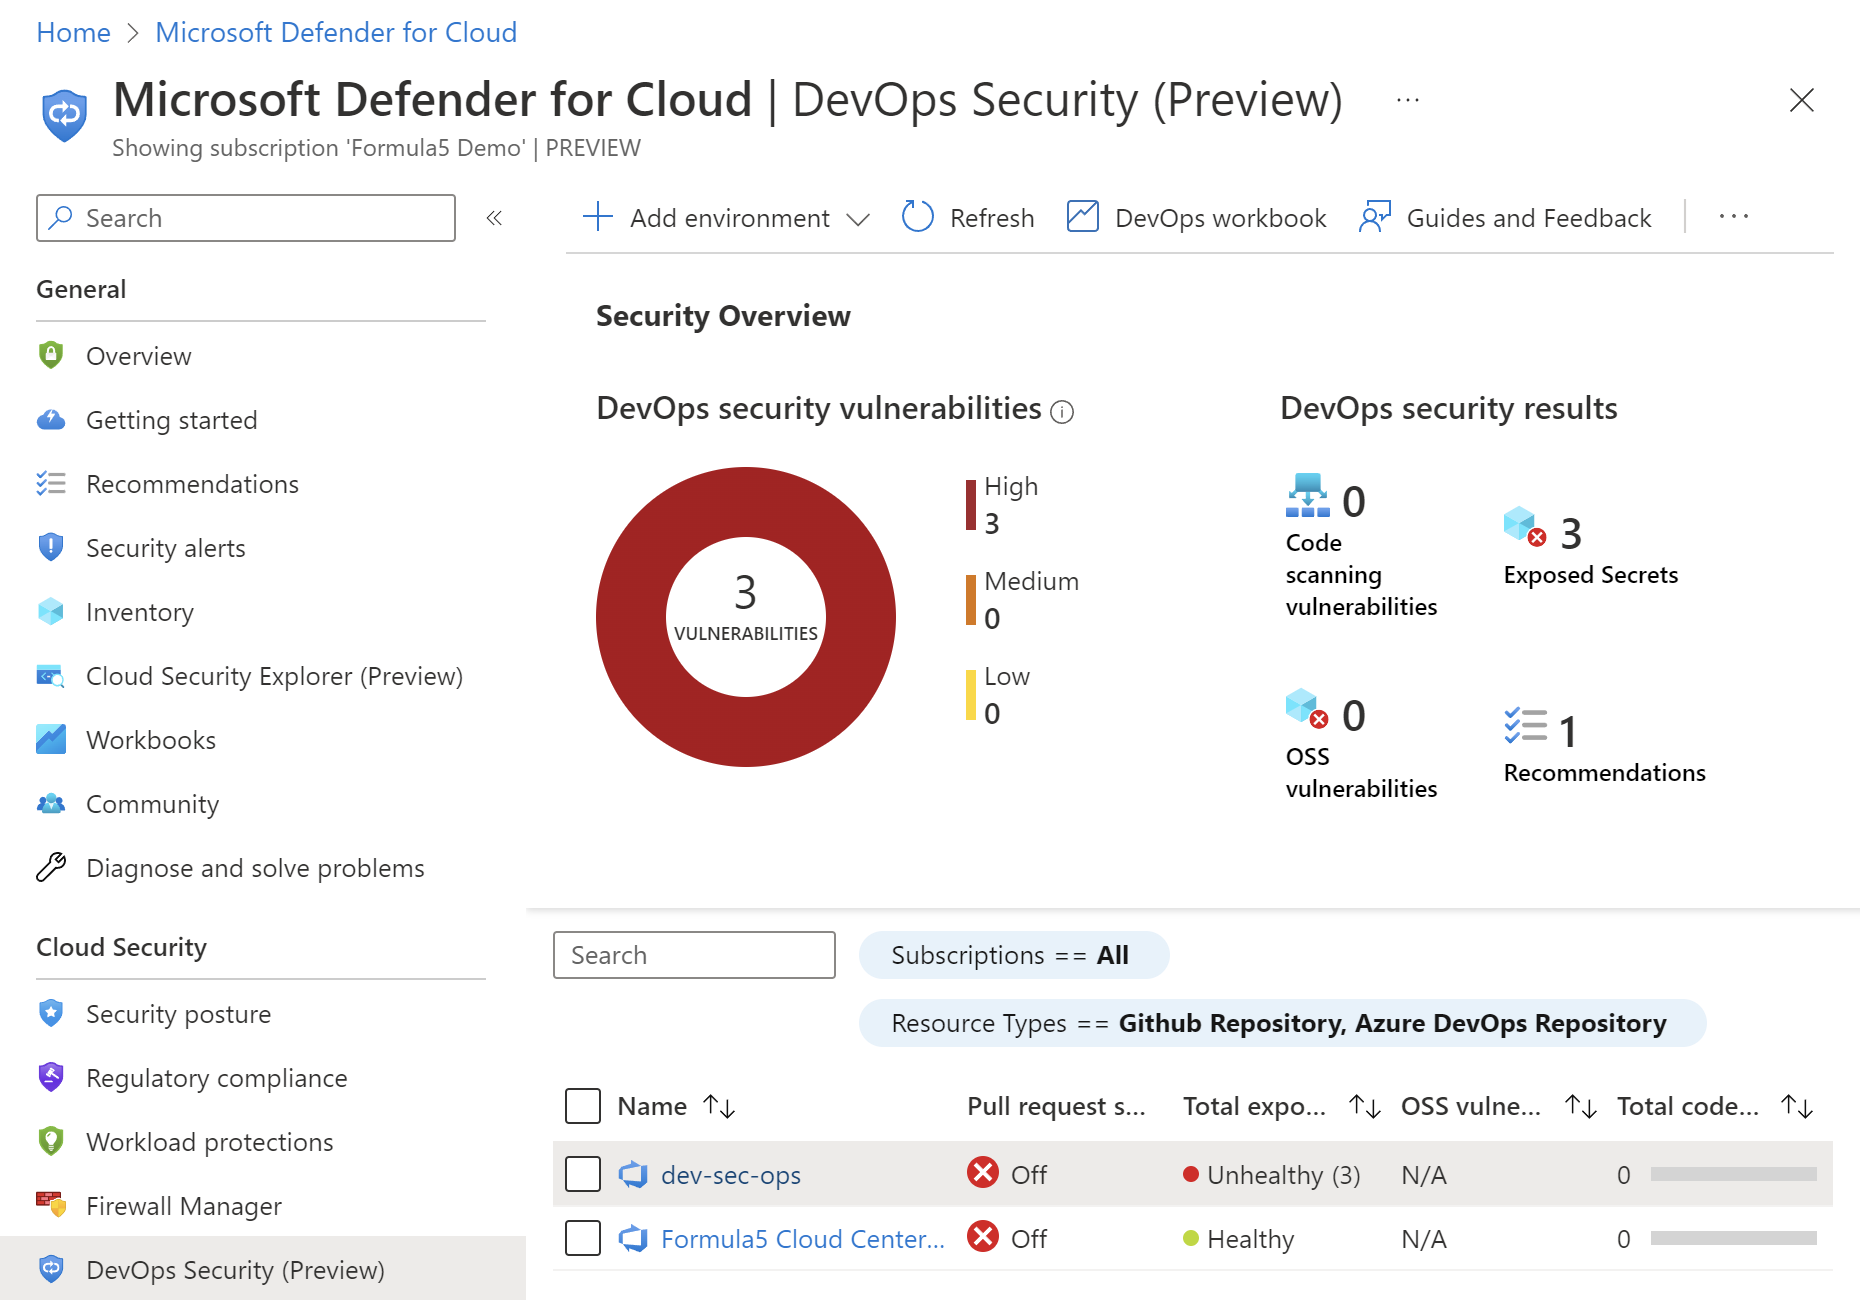 Home > Microsoft Defender for Cloud
Microsoft Defender for Cloud | DevOps Security (Preview) ...
Showing subscription 'Formula5 Demo' | PREVIEW
Search
«
General
Overview
Getting started
Recommendations
Security alerts
Inventory
Cloud Security Explorer (Preview)
Workbooks
Community
Diagnose and solve problems
Cloud Security
Security posture
Regulatory compliance
Workload protections
Firewall Manager
DevOps Security (Preview)
Add environment Refresh DevOps workbook Guides and Feedback ...
Security Overview
DevOps security vulnerabilities
3
VULNERABILITIES
High
3
Medium
0
Low
0
DevOps security results
0
Code
scanning
vulnerabilities
3
Exposed Secrets
0
OSS
vulnerabilities
1
Recommendations
Search
Subscriptions == All
Resource Types == Github Repository, Azure DevOps Repository
Name ↑↓ Pull request s... Total expo... ↑↓ OSS vulne... ↑↓ Total code... ↑↓
dev-sec-ops Off Unhealthy (3) N/A 0
Formula5 Cloud Center... Off Healthy N/A 0